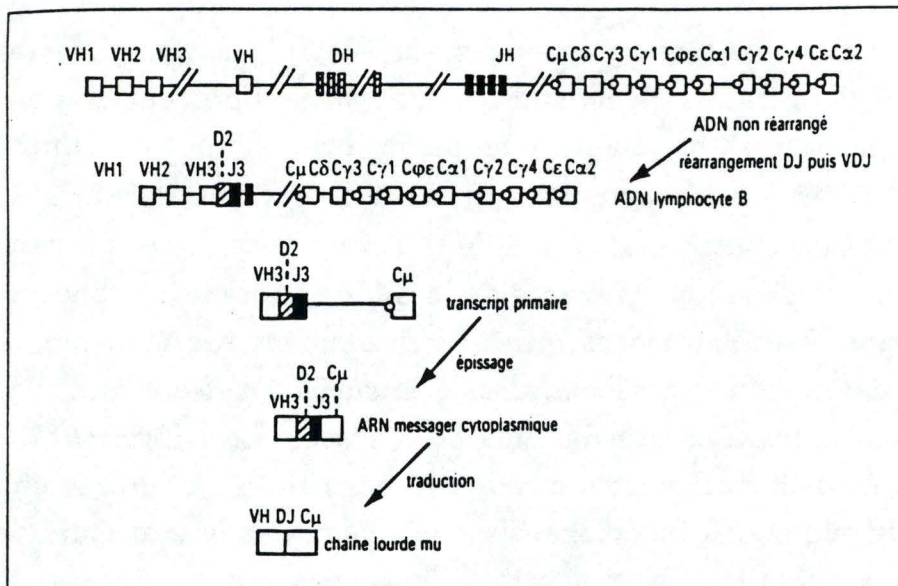 VH1 VH2 VH3 VH DH JH Cμ Cδ Cγ3 Cγ1 Cφε Cα1 Cγ2 Cγ4 Cε Cα2
ADN non réarrangé
réarrangement DJ puis VDJ
ADN lymphocyte B
D2
VH1 VH2 VH3 J3 Cμ Cδ Cγ3 Cγ1 Cφε Cα1 Cγ2 Cγ4 Cε Cα2
D2
VH3 J3 Cμ
transcript primaire
épissage
D2 Cμ
VH3 J3
ARN messager cytoplasmique
traduction
VH DJ Cμ
chaîne lourde mu